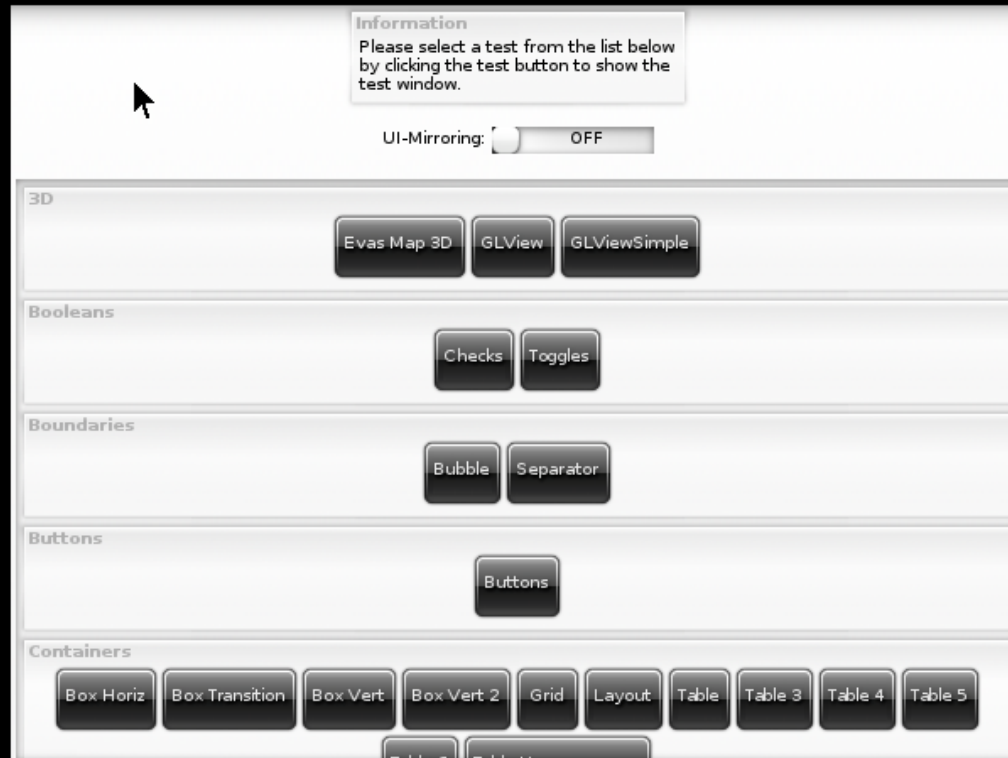 Information
Please select a test from the list below
by clicking the test button to show the
test window.
UI-Mirroring: OFF
3D
Evas Map 3D GLView GLViewSimple
Booleans
Checks Toggles
Boundaries
Bubble Separator
Buttons
Buttons
Containers
Box Horiz Box Transition Box Vert Box Vert 2 Grid Layout Table Table 3 Table 4 Table 5